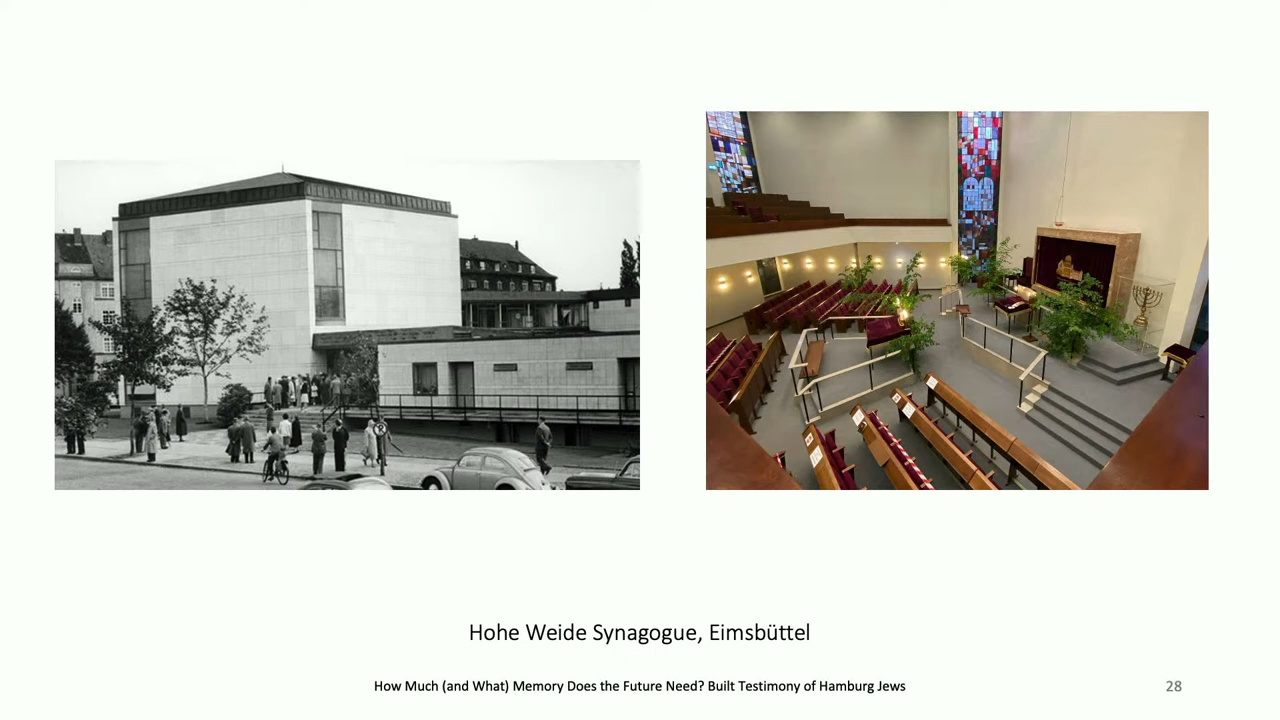 Hohe Weide Synagogue, Eimsbüttel
How Much (and What) Memory Does the Future Need? Built Testimony of Hamburg Jews
28